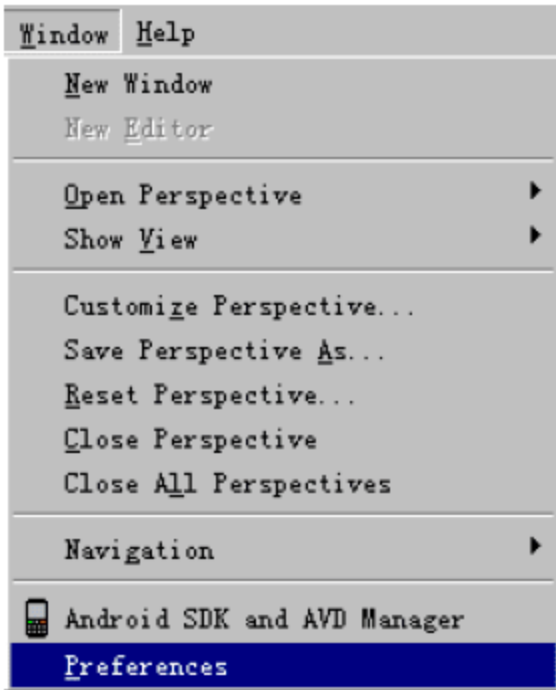 Window Help
New Window
New Editor
Open Perspective
Show View
Customize Perspective...
Save Perspective As...
Reset Perspective...
Close Perspective
Close All Perspectives
Navigation
Android SDK and AVD Manager
Preferences